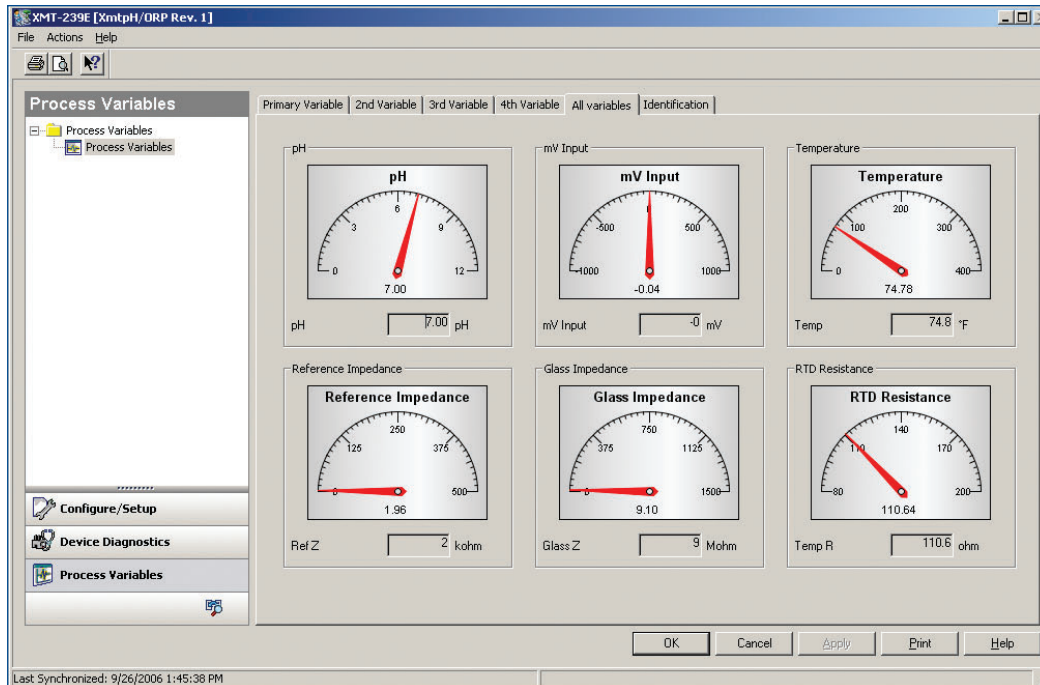 XMT-239E [XmtpH/ORP Rev. 1]
File Actions Help
Process Variables
Process Variables
Process Variables
Configure/Setup
Device Diagnostics
Process Variables
Primary Variable 2nd Variable 3rd Variable 4th Variable All variables Identification
pH
pH
0 3 6 9 12
7.00
pH 7.00 pH
mV Input
mV Input
-1000 -500 0 500 1000
-0.04
mV Input -0 mV
Temperature
Temperature
0 100 200 300 400
74.78
Temp 74.8 °F
Reference Impedance
Reference Impedance
0 125 250 375 500
1.96
Ref Z 2 kohm
Glass Impedance
Glass Impedance
0 375 750 1125 1500
9.10
Glass Z 9 Mohm
RTD Resistance
RTD Resistance
80 110 140 170 200
110.64
Temp R 110.6 ohm
OK Cancel Apply Print Help
Last Synchronized: 9/26/2006 1:45:38 PM